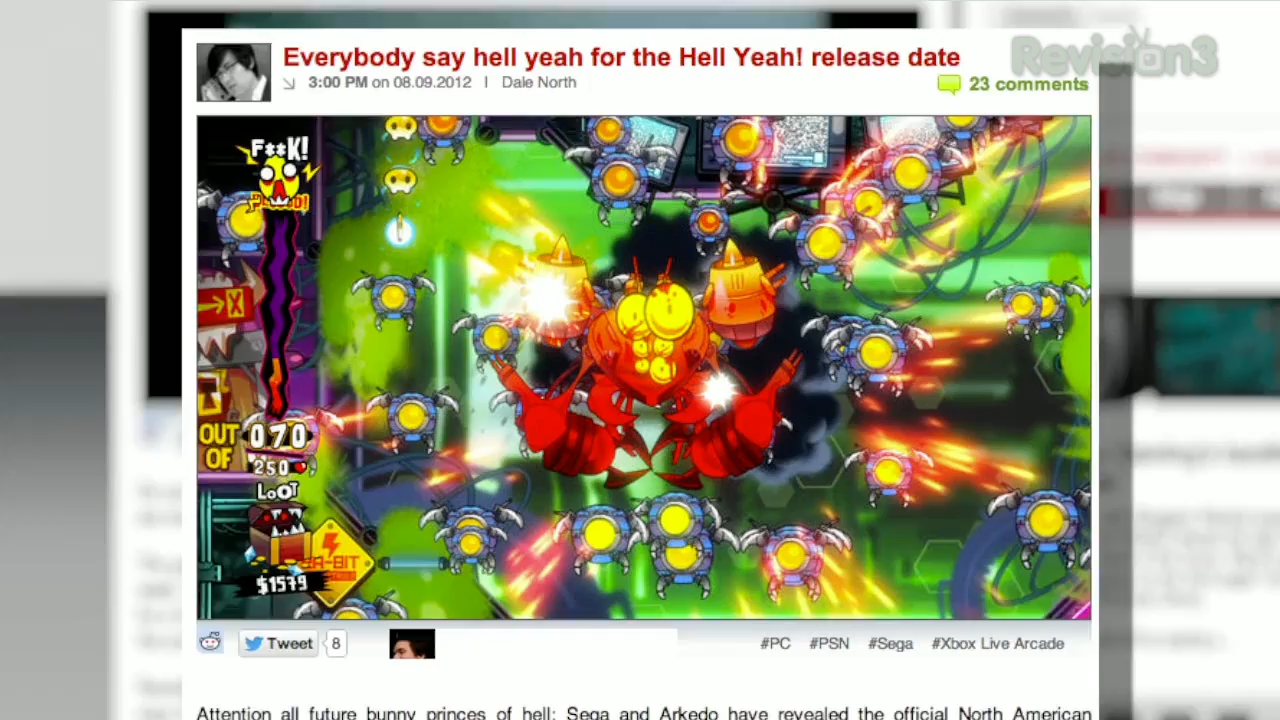 Revision3
Everybody say hell yeah for the Hell Yeah! release date
3:00 PM on 08.09.2012 | Dale North
23 comments
F**K!
X
OUT
OF
070
250
LOOT
-BIT
$1579
Tweet 8
#PC #PSN #Sega #Xbox Live Arcade
Attention all future bunny princes of hell: Sega and Arkedo have revealed the official North American